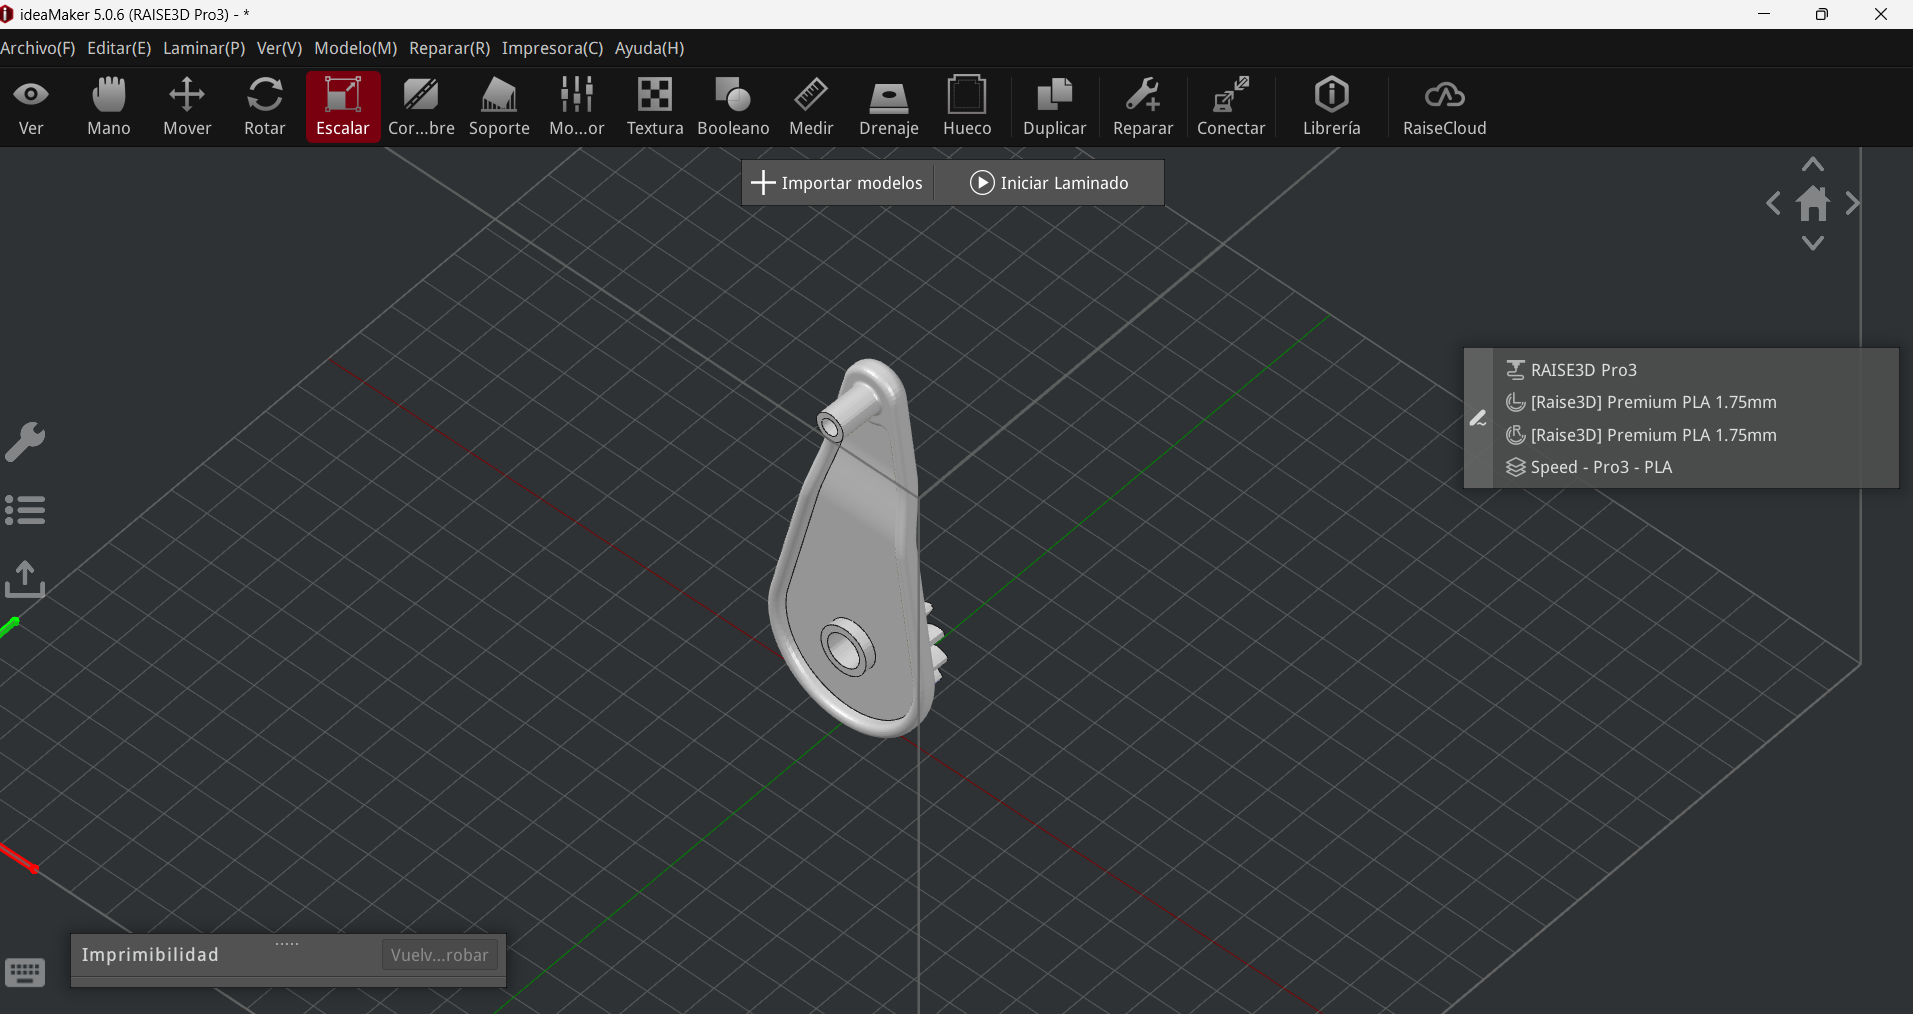 ideaMaker 5.0.6 (RAISE3D Pro3) - *
Archivo(F) Editar(E) Laminar(P) Ver(V) Modelo(M) Reparar(R) Impresora(C) Ayuda(H)
Ver Mano Mover Rotar Escalar Cor...bre Soporte Mo...or Textura Booleano Medir Drenaje Hueco Duplicar Reparar Conectar Librería RaiseCloud
Importar modelos Iniciar Laminado
RAISE3D Pro3
[Raise3D] Premium PLA 1.75mm
[Raise3D] Premium PLA 1.75mm
Speed - Pro3 - PLA
Imprimibilidad Vuelv...robar